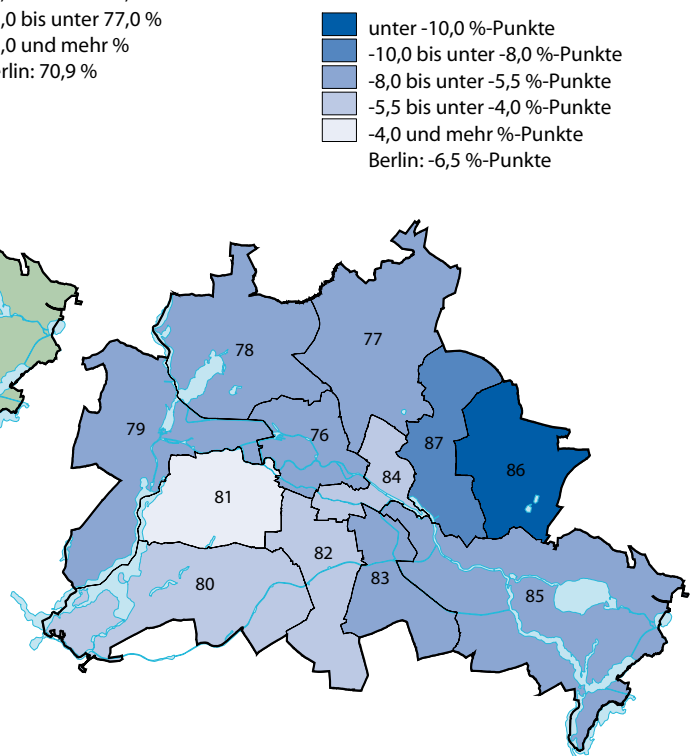 ,0 bis unter 77,0 %
,0 und mehr %
rlin: 70,9 %
unter -10,0 %-Punkte
-10,0 bis unter -8,0 %-Punkte
-8,0 bis unter -5,5 %-Punkte
-5,5 bis unter -4,0 %-Punkte
-4,0 und mehr %-Punkte
Berlin: -6,5 %-Punkte
77
78
79
76
87
86
84
81
82
80
83
85